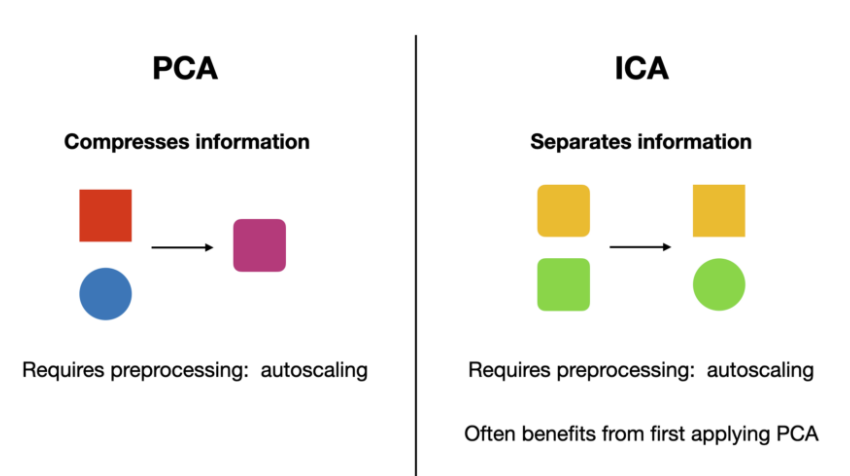 PCA
Compresses information
Requires preprocessing:  autoscaling
ICA
Separates information
Requires preprocessing:  autoscaling
Often benefits from first applying PCA